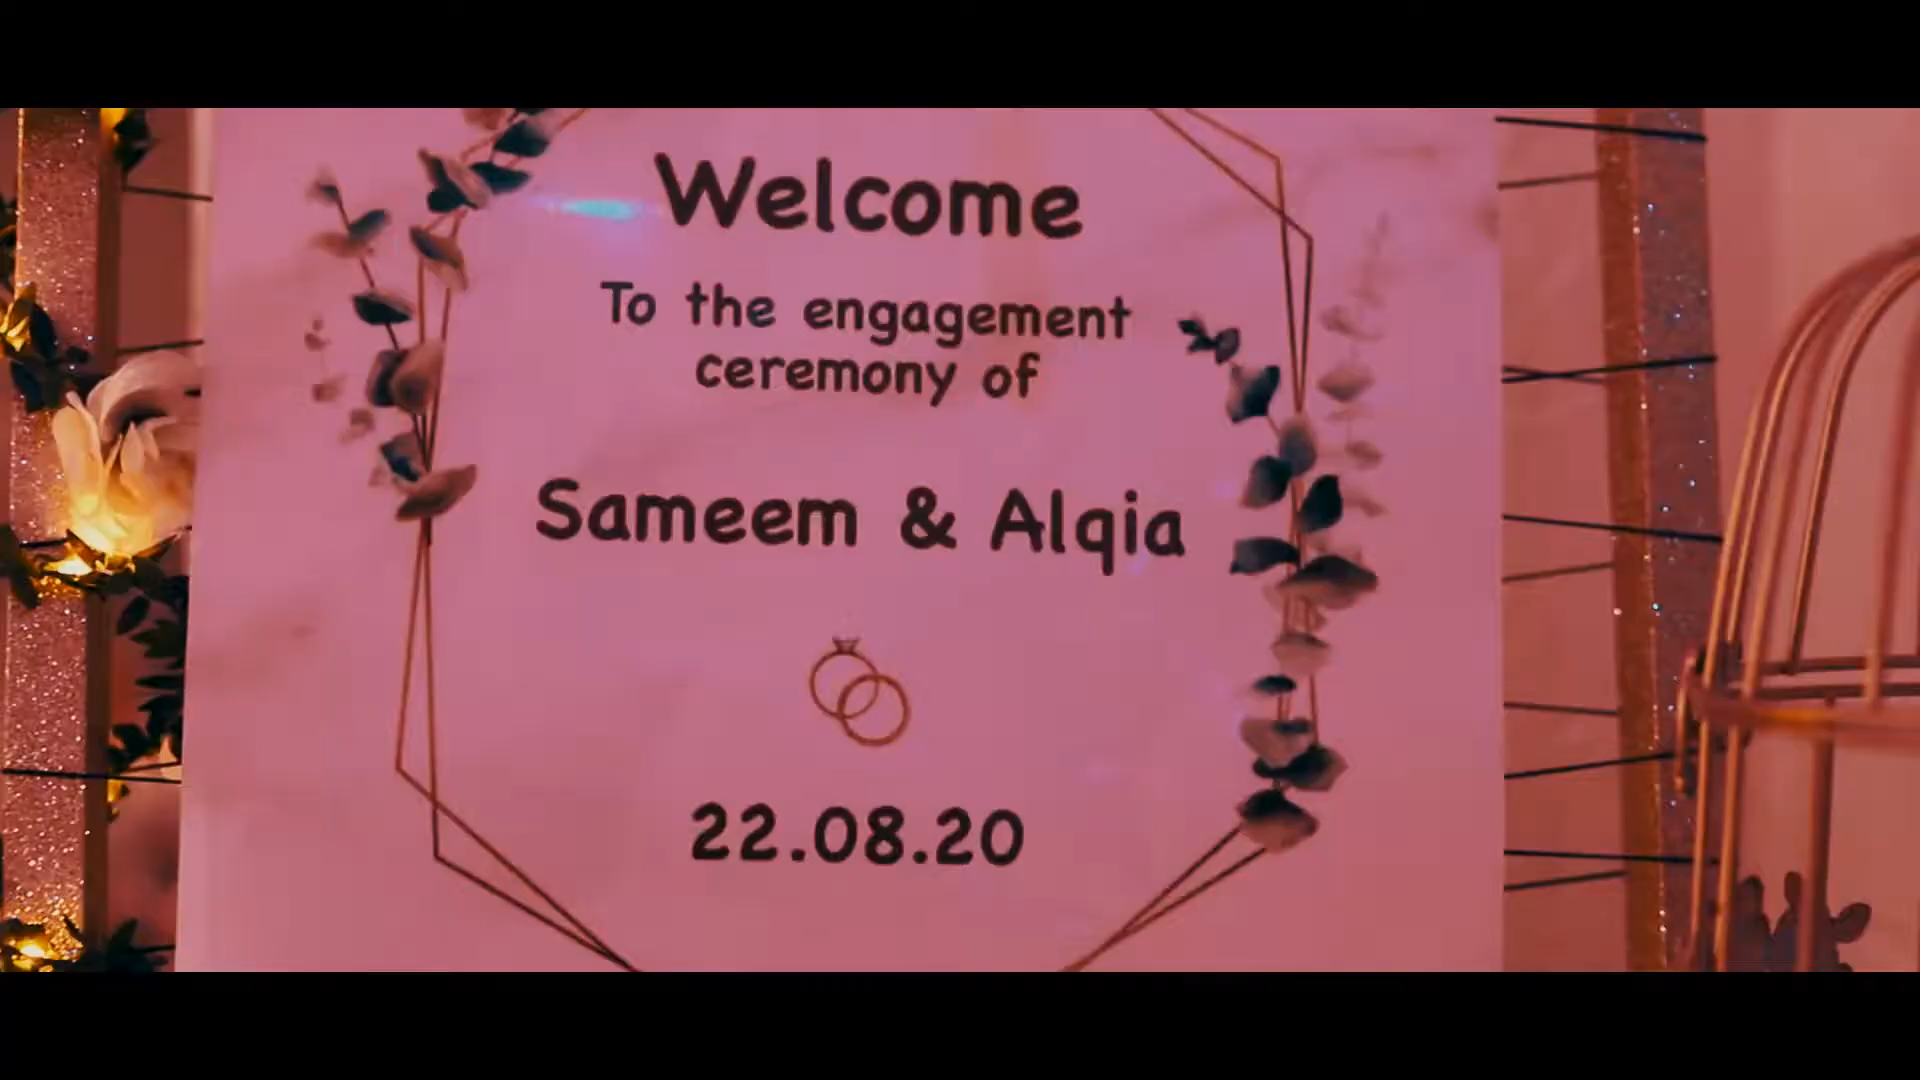 Welcome
To the engagement
ceremony of
Sameem & Alqia
22.08.20